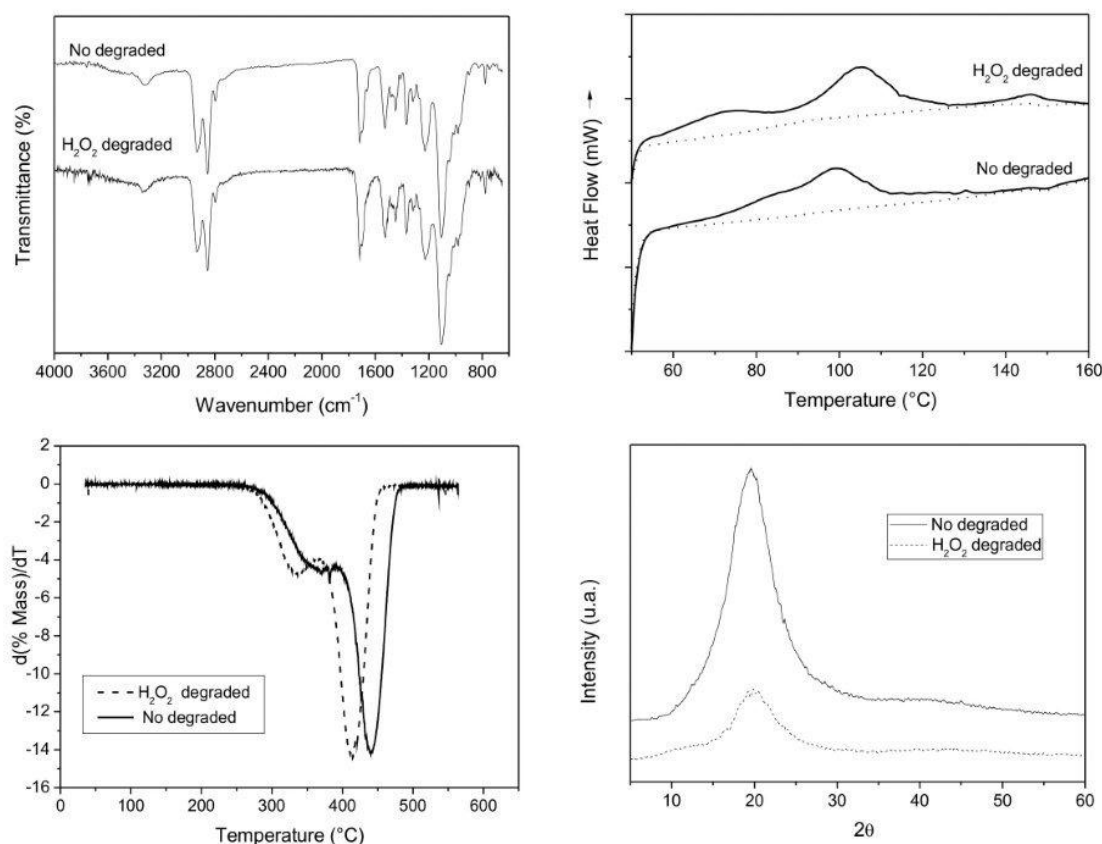 No degraded
H₂O₂ degraded
Transmittance (%)
4000 3600 3200 2800 2400 2000 1600 1200 800
Wavenumber (cm⁻¹)
H₂O₂ degraded
No degraded
Heat Flow (mW) →
60 80 100 120 140 160
Temperature (°C)
2
0
-2
-4
-6
-8
-10
-12
-14
-16
d(% Mass)/dT
H₂O₂ degraded
No degraded
0 100 200 300 400 500 600
Temperature (°C)
No degraded
H₂O₂ degraded
Intensity (u.a.)
10 20 30 40 50 60
2θ